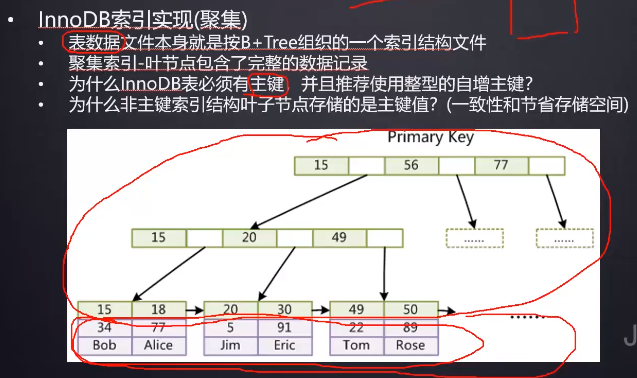 InnoDB索引实现(聚集)
表数据文件本身就是按B+Tree组织的一个索引结构文件
聚集索引-叶节点包含了完整的数据记录
为什么InnoDB表必须有主键，并且推荐使用整型的自增主键？
为什么非主键索引结构叶子节点存储的是主键值？(一致性和节省存储空间)
Primary Key
15 56 77
15 20 49 ...... ......
15 18 20 30 49 50 ......
34 77 5 91 22 89
Bob Alice Jim Eric Tom Rose
J